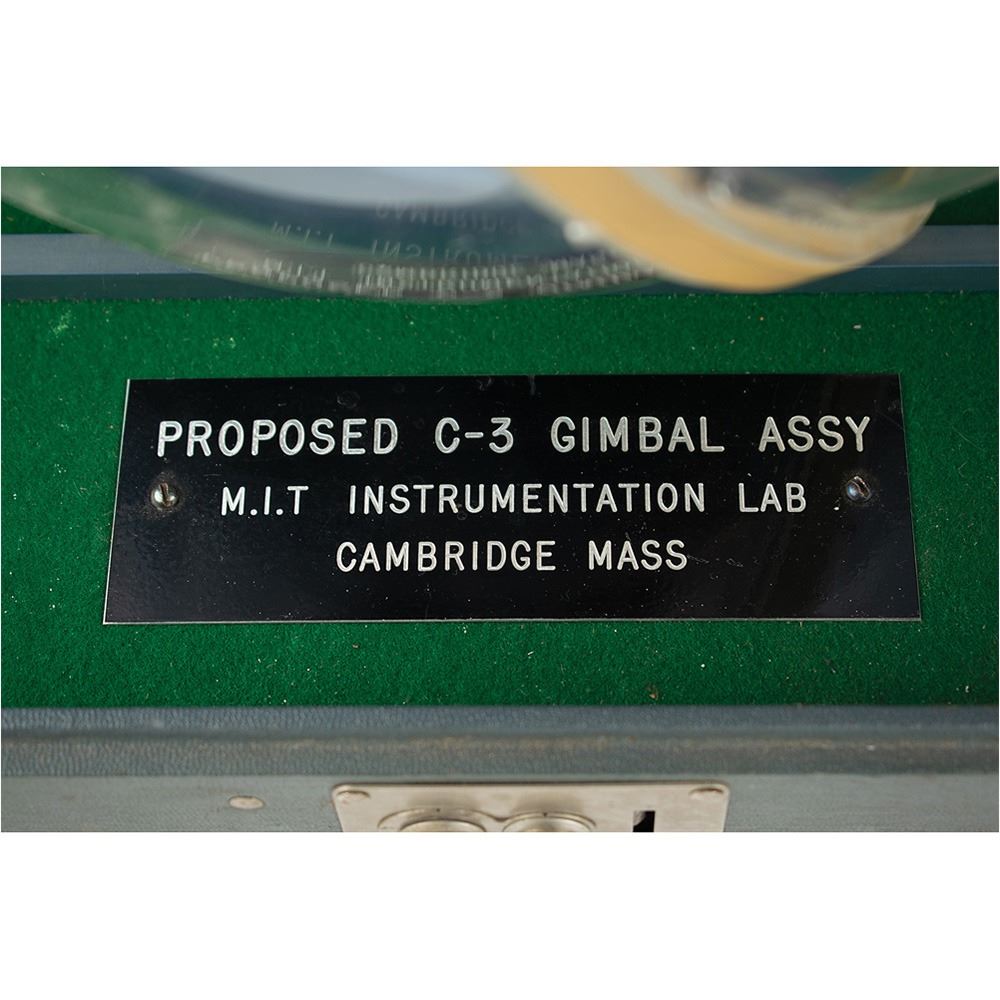 PROPOSED C-3 GIMBAL ASSY
M.I.T INSTRUMENTATION LAB
CAMBRIDGE MASS